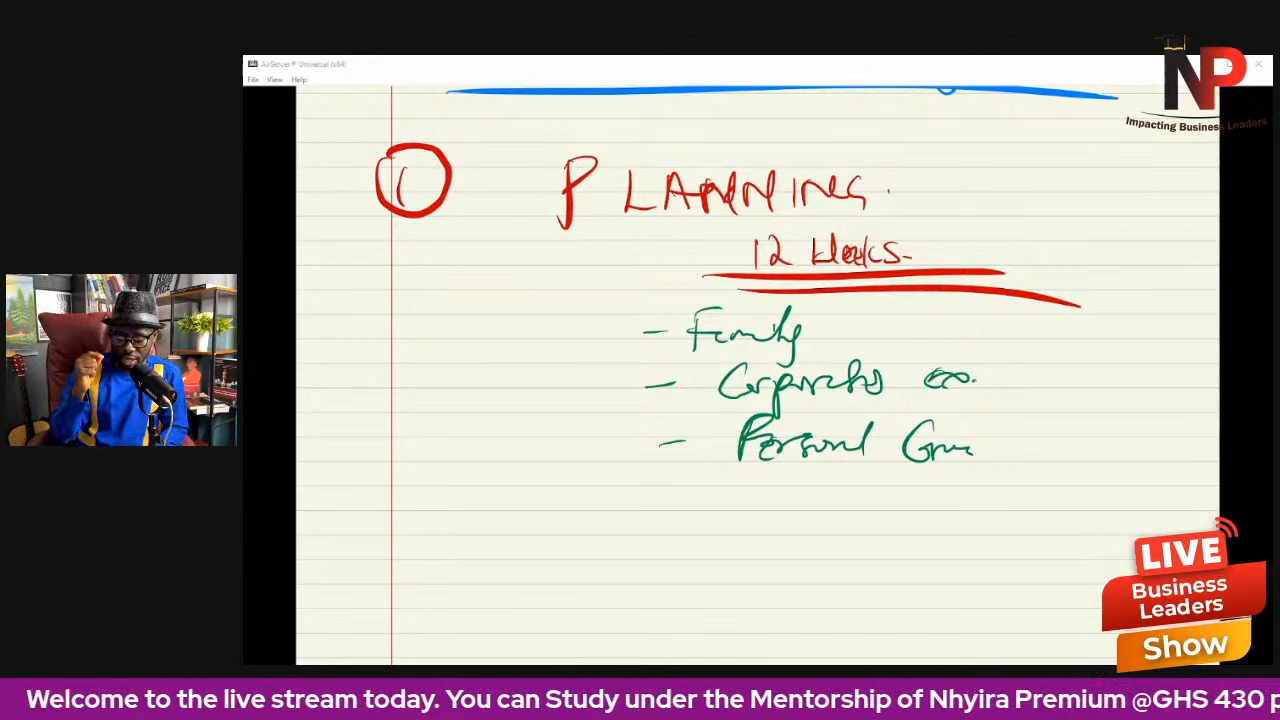 AirServer® Universal (x64)
File View Help
NP
Impacting Business Leaders
1 PLANNING.
12 Weeks.
- Family
- Corporate
- Personal
LIVE
Business
Leaders
Show
Welcome to the live stream today. You can Study under the Mentorship of Nhyira Premium @GHS 430 p